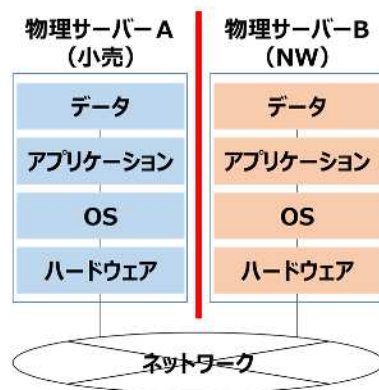 物理サーバーA
（小売）
データ
アプリケーション
OS
ハードウェア
物理サーバーB
（NW）
データ
アプリケーション
OS
ハードウェア
ネットワーク